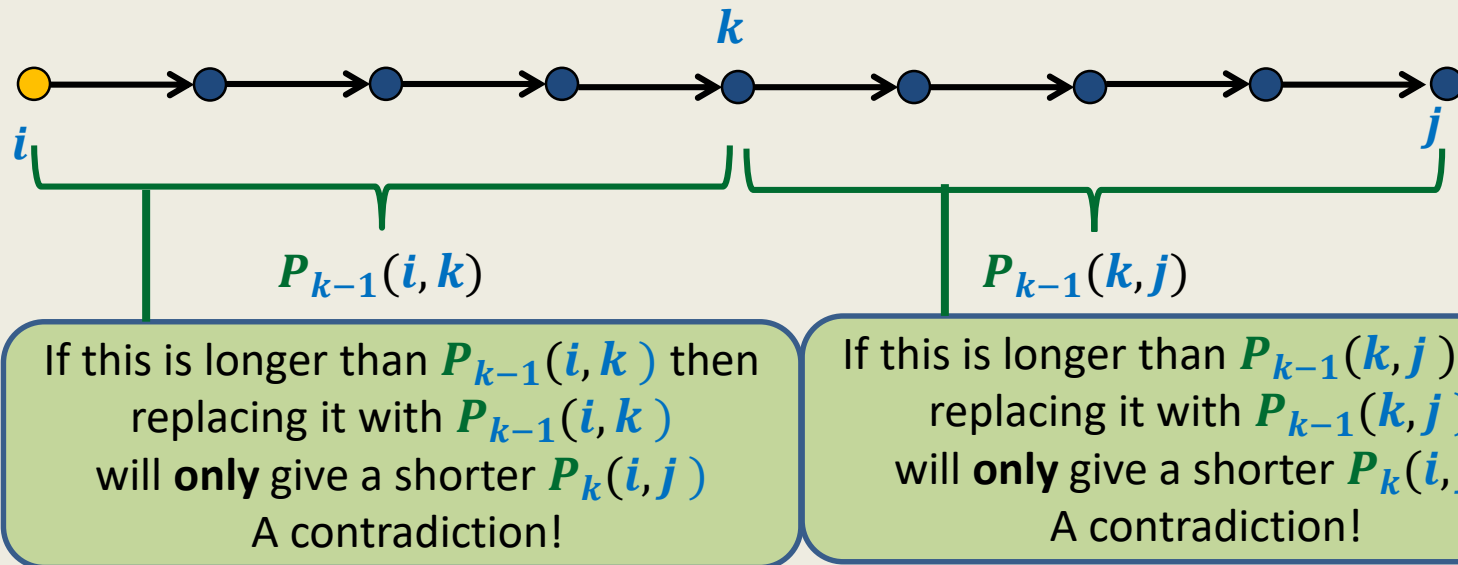 k
i
j
P_{k−1}(i, k)
P_{k−1}(k, j)
If this is longer than P_{k−1}(i, k ) then
replacing it with P_{k−1}(i, k )
will only give a shorter P_k(i, j )
A contradiction!
If this is longer than P_{k−1}(k, j )
replacing it with P_{k−1}(k, j )
will only give a shorter P_k(i,
A contradiction!